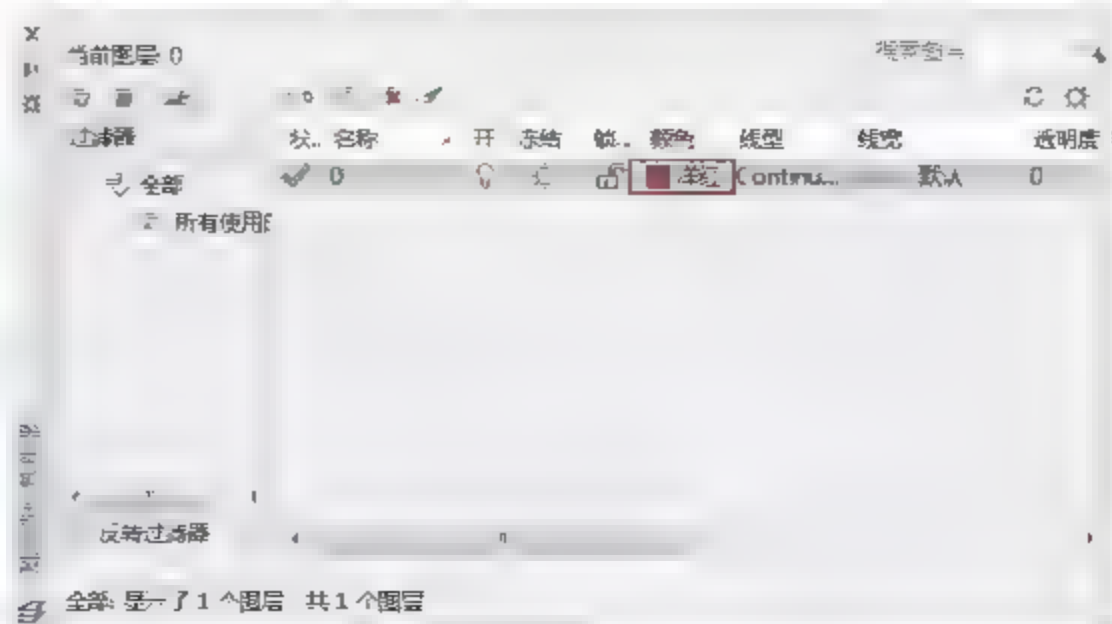 当前图层: 0
搜索图层
过滤器
状.. 名称 开 冻结 锁.. 颜色 线型 线宽 透明度
全部
0 洋红 Continu... 默认 0
所有使用的
反转过滤器
全部: 显示了 1 个图层 共 1 个图层